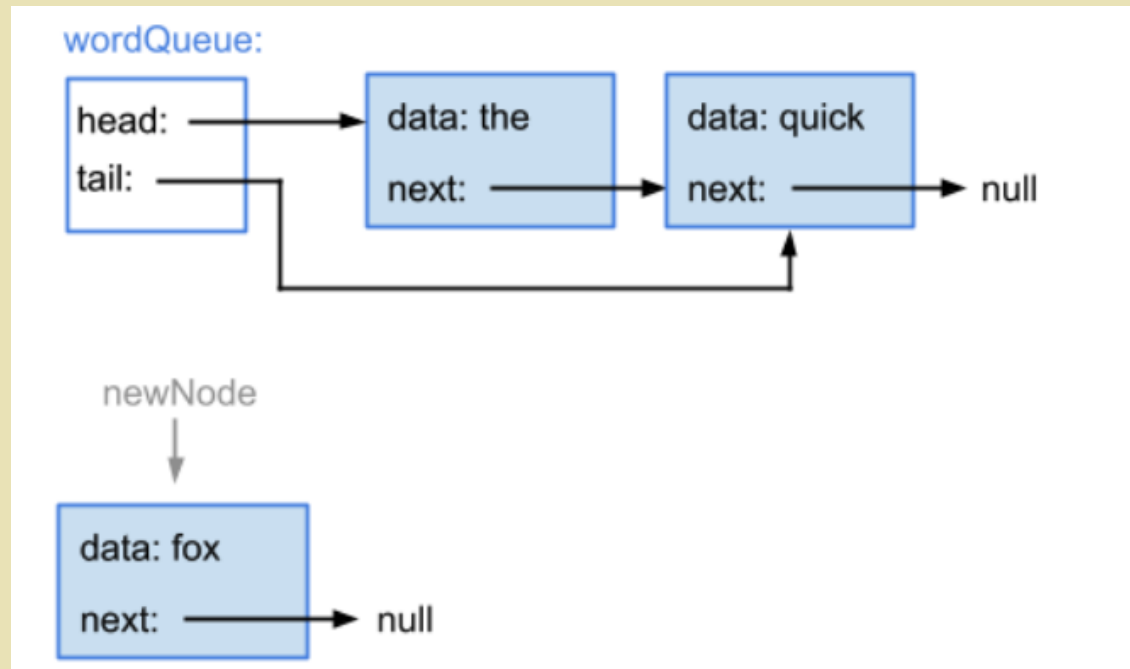 wordQueue:
head:
tail:
data: the
next:
data: quick
next:
null
newNode
data: fox
next:
null